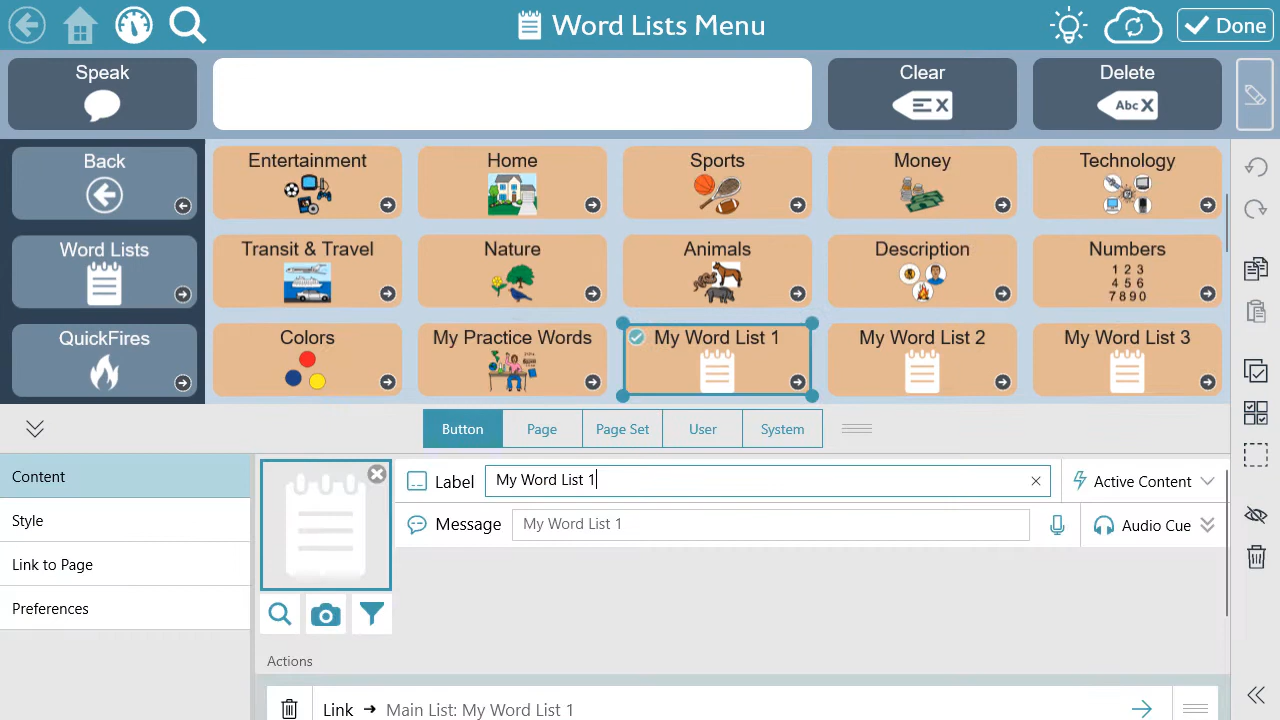 Word Lists Menu
Done
Speak
Clear
Delete
Abc X
Back
Entertainment
Home
Sports
Money
Technology
Word Lists
Transit & Travel
Nature
Animals
Description
Numbers
1 2 3
4 5 6
7 8 9 0
QuickFires
Colors
My Practice Words
My Word List 1
My Word List 2
My Word List 3
Button
Page
Page Set
User
System
Content
Label
My Word List 1
Active Content
Style
Message
My Word List 1
Audio Cue
Link to Page
Preferences
Actions
Link
Main List: My Word List 1